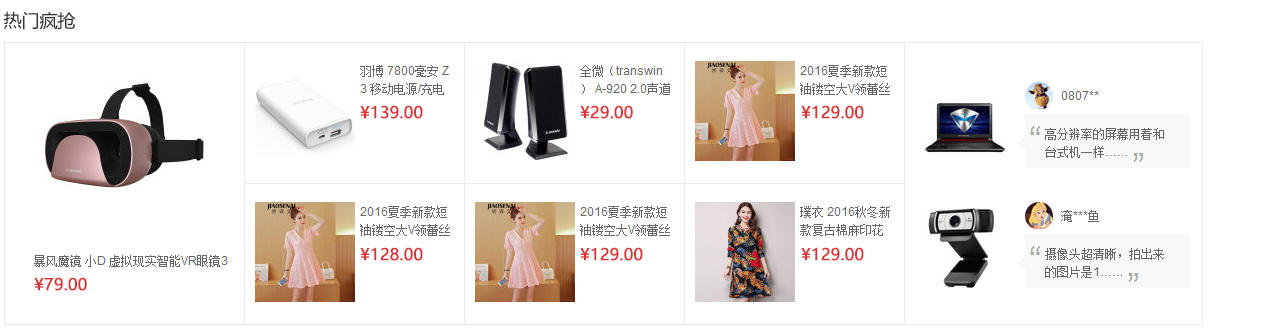 热门疯抢
暴风魔镜 小D 虚拟现实智能VR眼镜3
¥79.00
羽博 7800毫安 Z
3 移动电源/充电
¥139.00
全微（transwin
） A-920 2.0声道
¥29.00
JIAOSENAI
2016夏季新款短
袖镂空大V领蕾丝
¥129.00
JIAOSENAI
2016夏季新款短
袖镂空大V领蕾丝
¥128.00
JIAOSENAI
2016夏季新款短
袖镂空大V领蕾丝
¥129.00
璞衣 2016秋冬新
款复古棉麻印花
¥129.00
0807**
“ 高分辨率的屏幕用着和
台式机一样…… ”
淹***鱼
“ 摄像头超清晰，拍出来
的图片是1…… ”